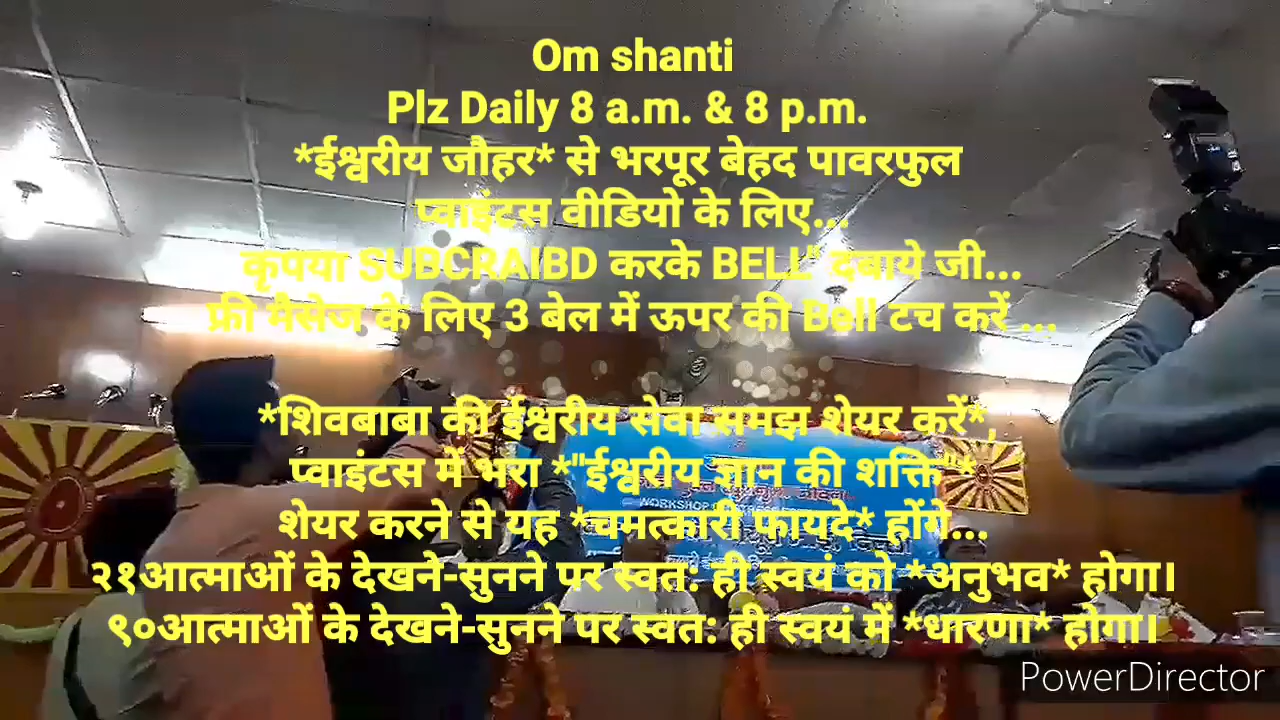 Om shanti
Plz Daily 8 a.m. & 8 p.m.
*ईश्वरीय जौहर* से भरपूर बेहद पावरफुल
प्वाइंटस वीडियो के लिए...
कृपया SUBCRAIBD करके BELL" दबाये जी...
फ्री मैसेज के लिए 3 बेल में ऊपर की Bell टच करें ...
*शिवबाबा की ईश्वरीय सेवा समझ शेयर करें*,
प्वाइंटस में भरा *"ईश्वरीय ज्ञान की शक्ति"*
शेयर करने से यह *चमत्कारी फायदे* होंगे...
२१आत्माओं के देखने-सुनने पर स्वत: ही स्वयं को *अनुभव* होगा।
९०आत्माओं के देखने-सुनने पर स्वत: ही स्वयं में *धारणा* होगा।
WORKSHOP
PowerDirector